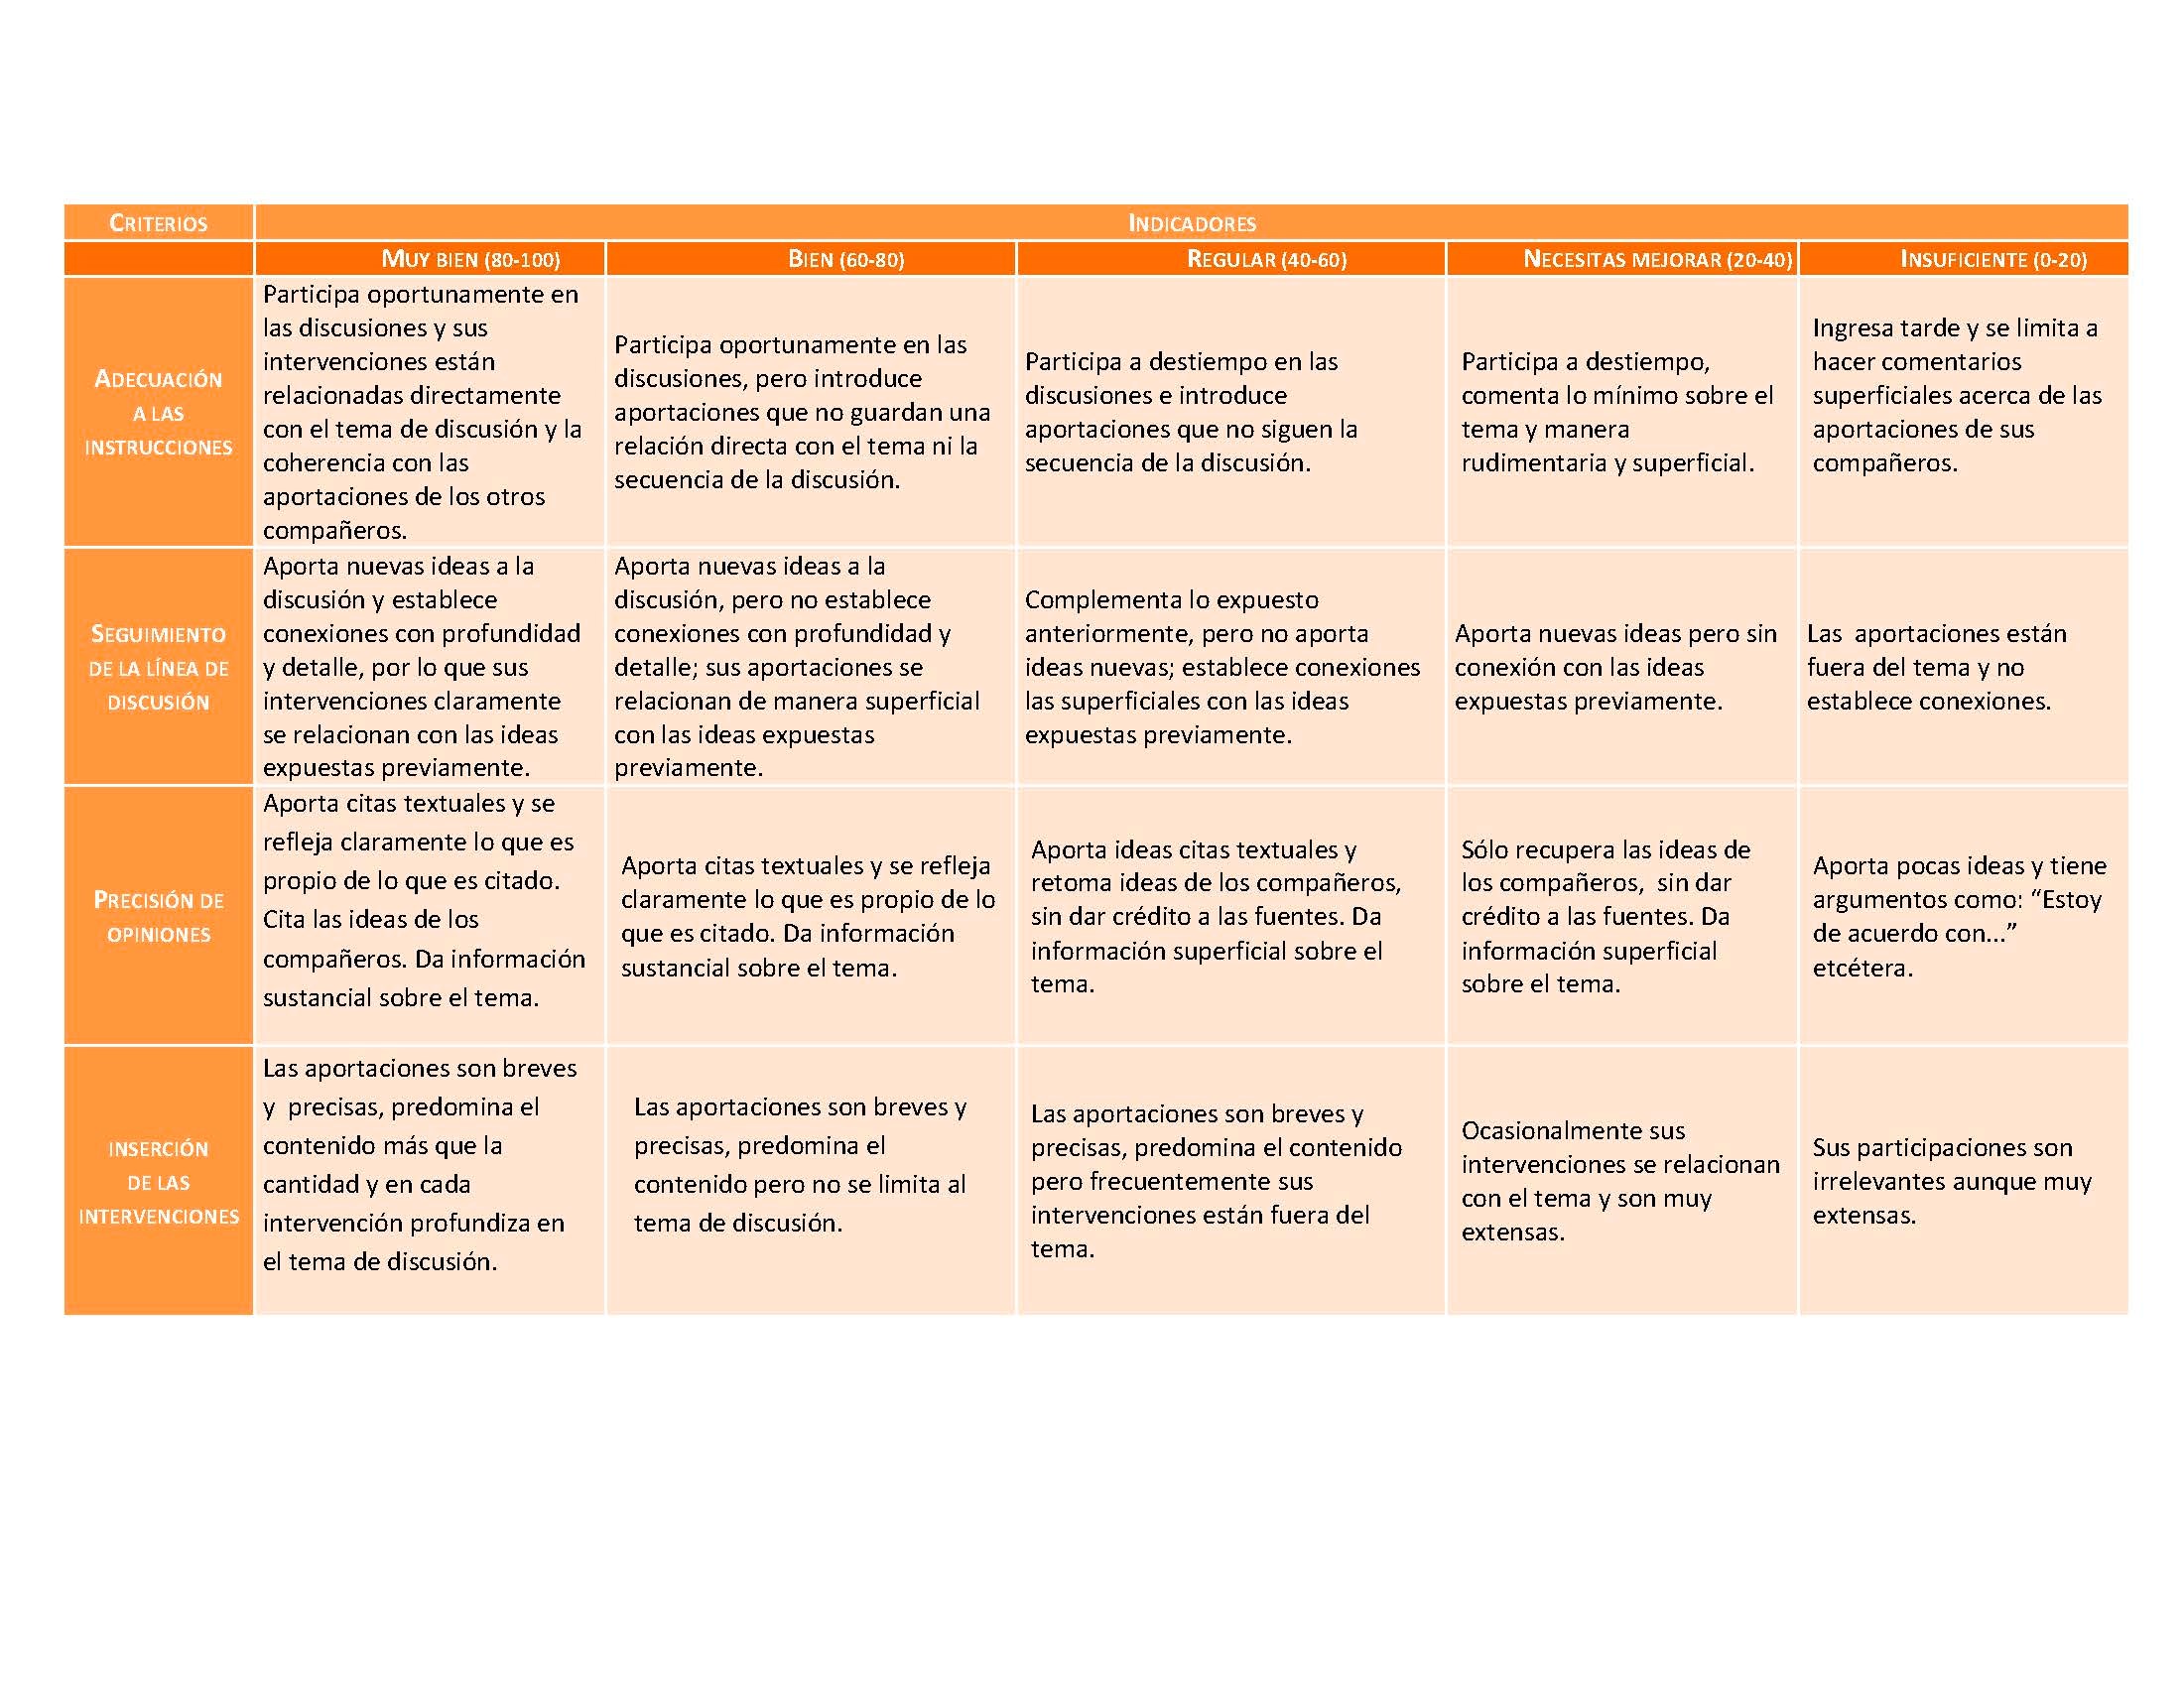 CRITERIOS
INDICADORES
MUY BIEN (80-100)
BIEN (60-80)
REGULAR (40-60)
NECESITAS MEJORAR (20-40)
INSUFICIENTE (0-20)
ADECUACIÓN
A LAS
INSTRUCCIONES
Participa oportunamente en
las discusiones y sus
intervenciones están
relacionadas directamente
con el tema de discusión y la
coherencia con las
aportaciones de los otros
compañeros.
Participa oportunamente en las
discusiones, pero introduce
aportaciones que no guardan una
relación directa con el tema ni la
secuencia de la discusión.
Participa a destiempo en las
discusiones e introduce
aportaciones que no siguen la
secuencia de la discusión.
Participa a destiempo,
comenta lo mínimo sobre el
tema y manera
rudimentaria y superficial.
Ingresa tarde y se limita a
hacer comentarios
superficiales acerca de las
aportaciones de sus
compañeros.
SEGUIMIENTO
DE LA LÍNEA DE
DISCUSIÓN
Aporta nuevas ideas a la
discusión y establece
conexiones con profundidad
y detalle, por lo que sus
intervenciones claramente
se relacionan con las ideas
expuestas previamente.
Aporta nuevas ideas a la
discusión, pero no establece
conexiones con profundidad y
detalle; sus aportaciones se
relacionan de manera superficial
con las ideas expuestas
previamente.
Complementa lo expuesto
anteriormente, pero no aporta
ideas nuevas; establece conexiones
las superficiales con las ideas
expuestas previamente.
Aporta nuevas ideas pero sin
conexión con las ideas
expuestas previamente.
Las  aportaciones están
fuera del tema y no
establece conexiones.
PRECISIÓN DE
OPINIONES
Aporta citas textuales y se
refleja claramente lo que es
propio de lo que es citado.
Cita las ideas de los
compañeros. Da información
sustancial sobre el tema.
Aporta citas textuales y se refleja
claramente lo que es propio de lo
que es citado. Da información
sustancial sobre el tema.
Aporta ideas citas textuales y
retoma ideas de los compañeros,
sin dar crédito a las fuentes. Da
información superficial sobre el
tema.
Sólo recupera las ideas de
los compañeros,  sin dar
crédito a las fuentes. Da
información superficial
sobre el tema.
Aporta pocas ideas y tiene
argumentos como: “Estoy
de acuerdo con...”
etcétera.
INSERCIÓN
DE LAS
INTERVENCIONES
Las aportaciones son breves
y  precisas, predomina el
contenido más que la
cantidad y en cada
intervención profundiza en
el tema de discusión.
Las aportaciones son breves y
precisas, predomina el
contenido pero no se limita al
tema de discusión.
Las aportaciones son breves y
precisas, predomina el contenido
pero frecuentemente sus
intervenciones están fuera del
tema.
Ocasionalmente sus
intervenciones se relacionan
con el tema y son muy
extensas.
Sus participaciones son
irrelevantes aunque muy
extensas.